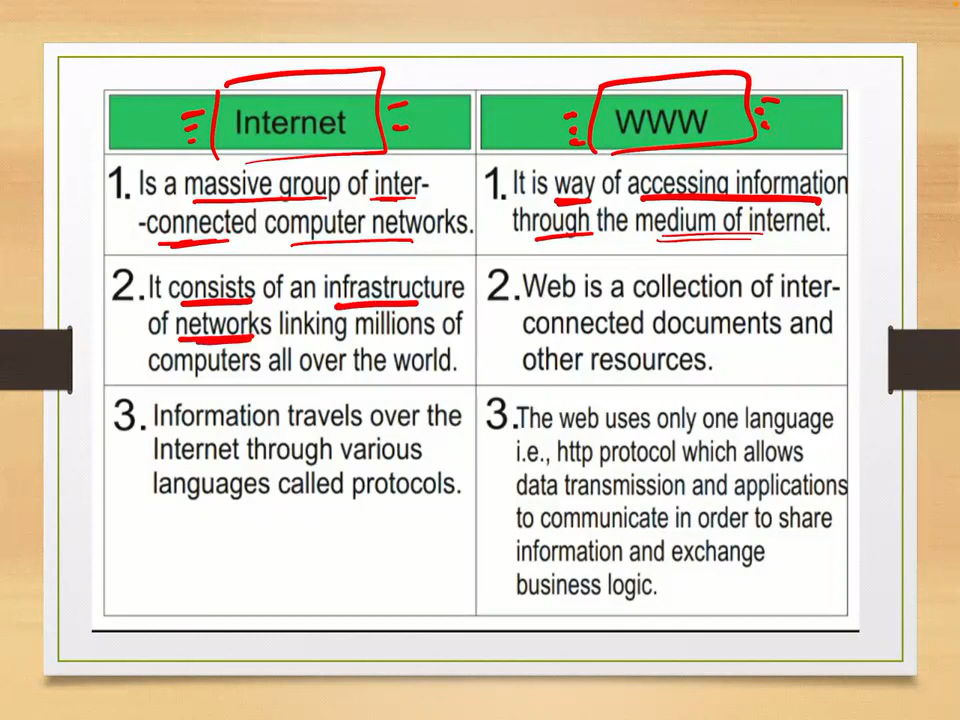 Internet
WWW
1. Is a massive group of inter-
-connected computer networks.
1. It is way of accessing information
through the medium of internet.
2. It consists of an infrastructure
of networks linking millions of
computers all over the world.
2. Web is a collection of inter-
connected documents and
other resources.
3. Information travels over the
Internet through various
languages called protocols.
3. The web uses only one language
i.e., http protocol which allows
data transmission and applications
to communicate in order to share
information and exchange
business logic.